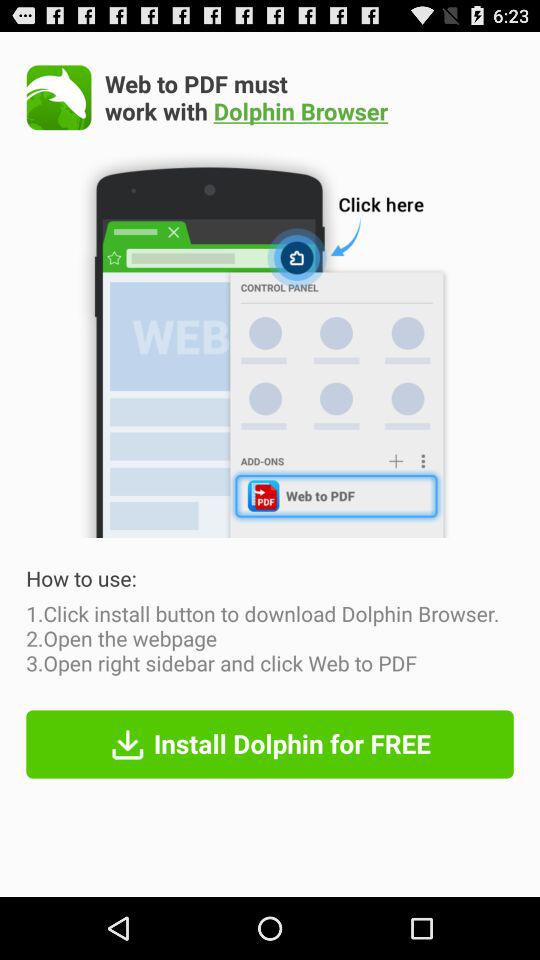 6:23
Web to PDF must
work with Dolphin Browser
Click here
CONTROL PANEL
WEB
ADD-ONS
PDF
Web to PDF
How to use:
1.Click install button to download Dolphin Browser.
2.Open the webpage
3.Open right sidebar and click Web to PDF
Install Dolphin for FREE